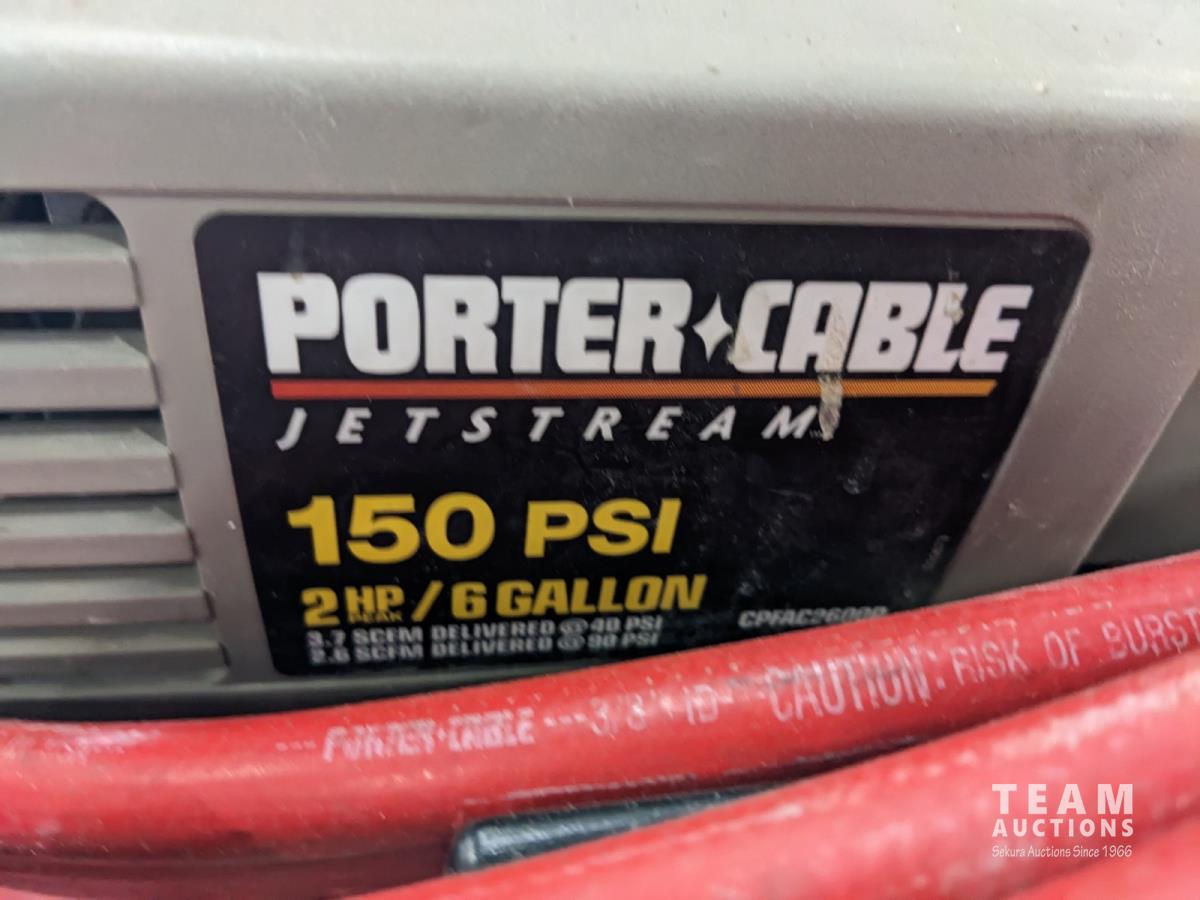 PORTER✦CABLE
JETSTREAM
150 PSI
2 HP PEAK / 6 GALLON
3.7 SCFM DELIVERED @ 40 PSI
2.6 SCFM DELIVERED @ 90 PSI
---PORTER✦CABLE ---3/8" ID CAUTION: RISK OF BURST
TEAM
AUCTIONS
Sekura Auctions Since 1966